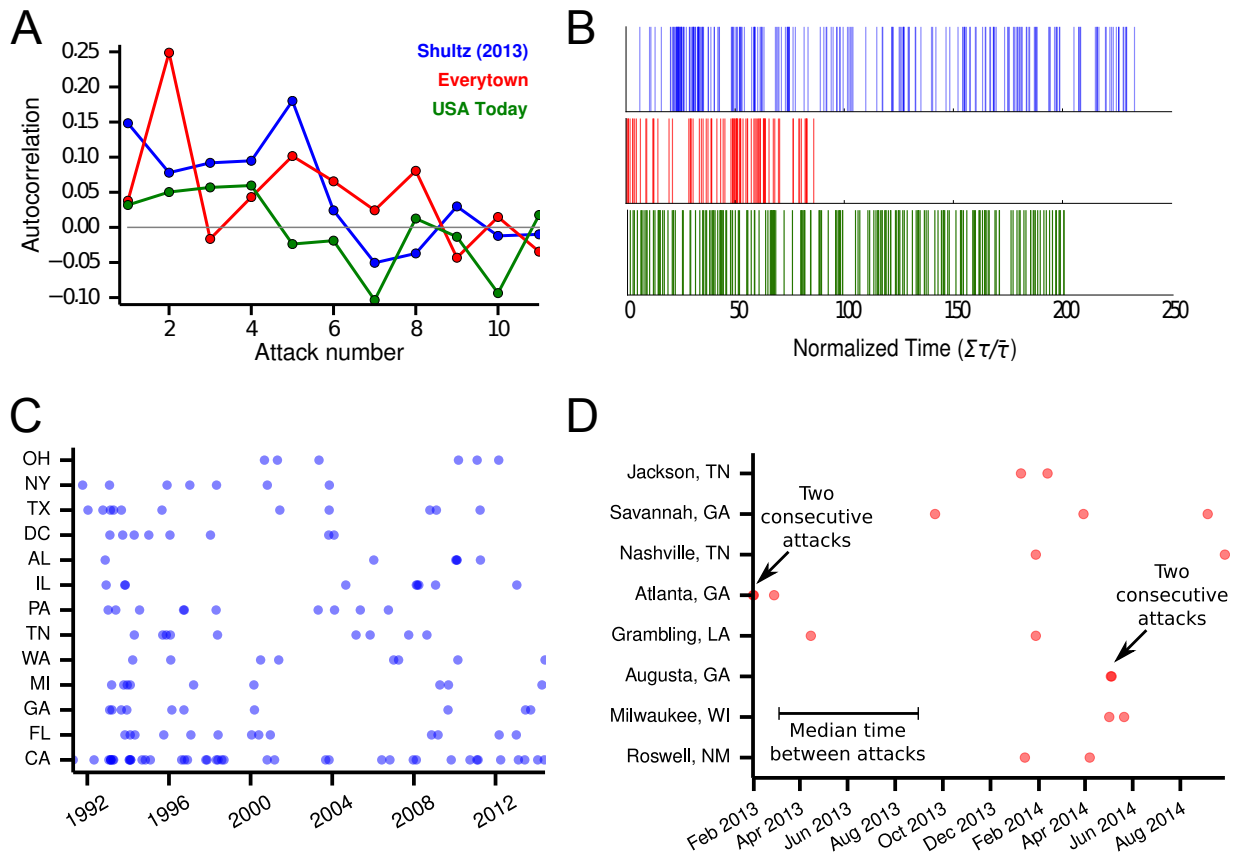 A
0.25
0.20
0.15
0.10
0.05
0.00
−0.05
−0.10
Autocorrelation
2
4
6
8
10
Attack number
Shultz (2013)
Everytown
USA Today
B
0
50
100
150
200
250
Normalized Time (Στ/τ̄)
C
OH
NY
TX
DC
AL
IL
PA
TN
WA
MI
GA
FL
CA
1992
1996
2000
2004
2008
2012
D
Jackson, TN
Savannah, GA
Nashville, TN
Atlanta, GA
Grambling, LA
Augusta, GA
Milwaukee, WI
Roswell, NM
Two
consecutive
attacks
Two
consecutive
attacks
Median time
between attacks
Feb 2013
Apr 2013
Jun 2013
Aug 2013
Oct 2013
Dec 2013
Feb 2014
Apr 2014
Jun 2014
Aug 2014